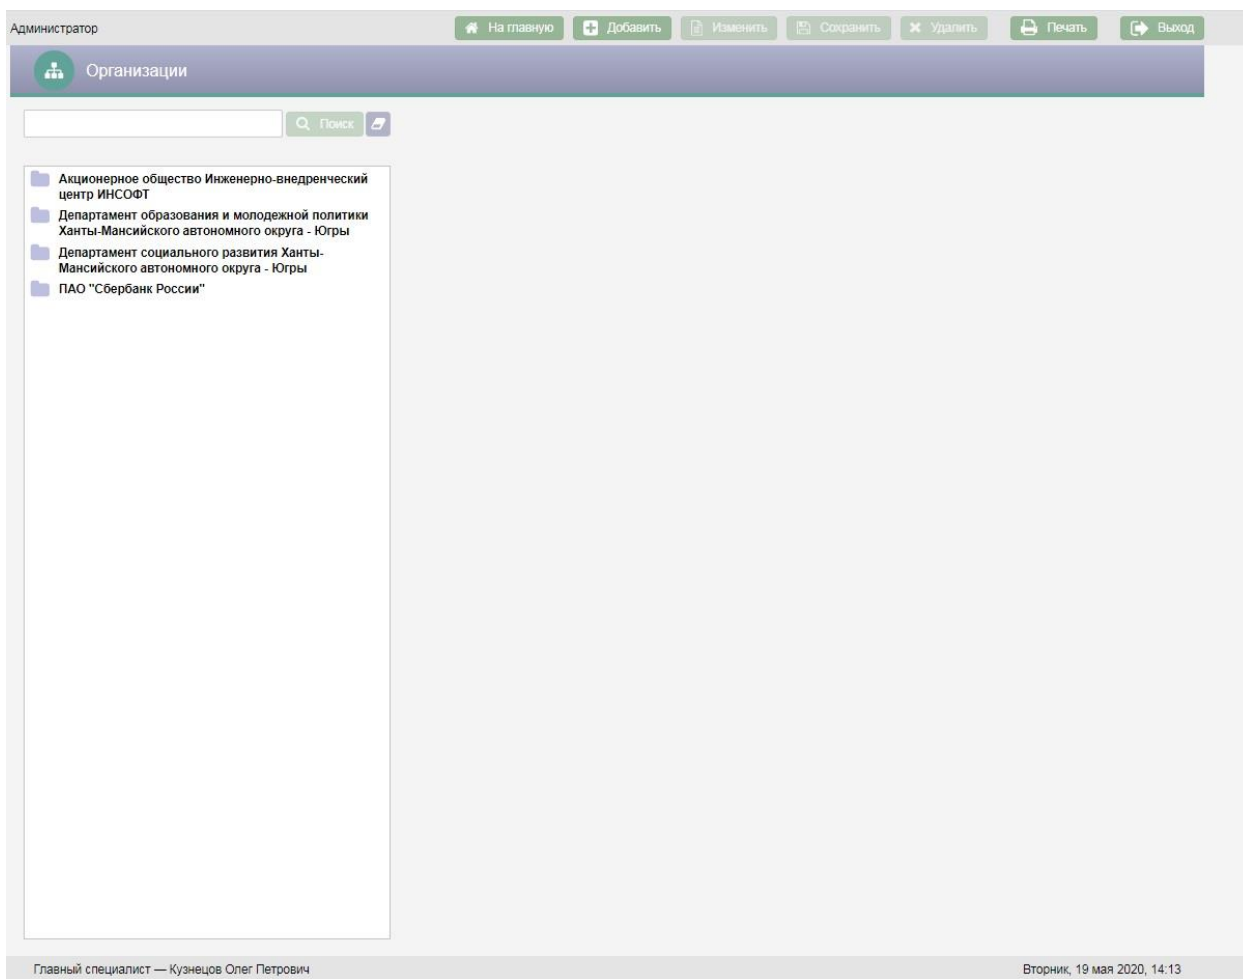 Администратор
На главную
Добавить
Изменить
Сохранить
Удалить
Печать
Выход
Организации
Поиск
Акционерное общество Инженерно-внедренческий
центр ИНСОФТ
Департамент образования и молодежной политики
Ханты-Мансийского автономного округа - Югры
Департамент социального развития Ханты-
Мансийского автономного округа - Югры
ПАО "Сбербанк России"
Главный специалист — Кузнецов Олег Петрович
Вторник, 19 мая 2020, 14:13